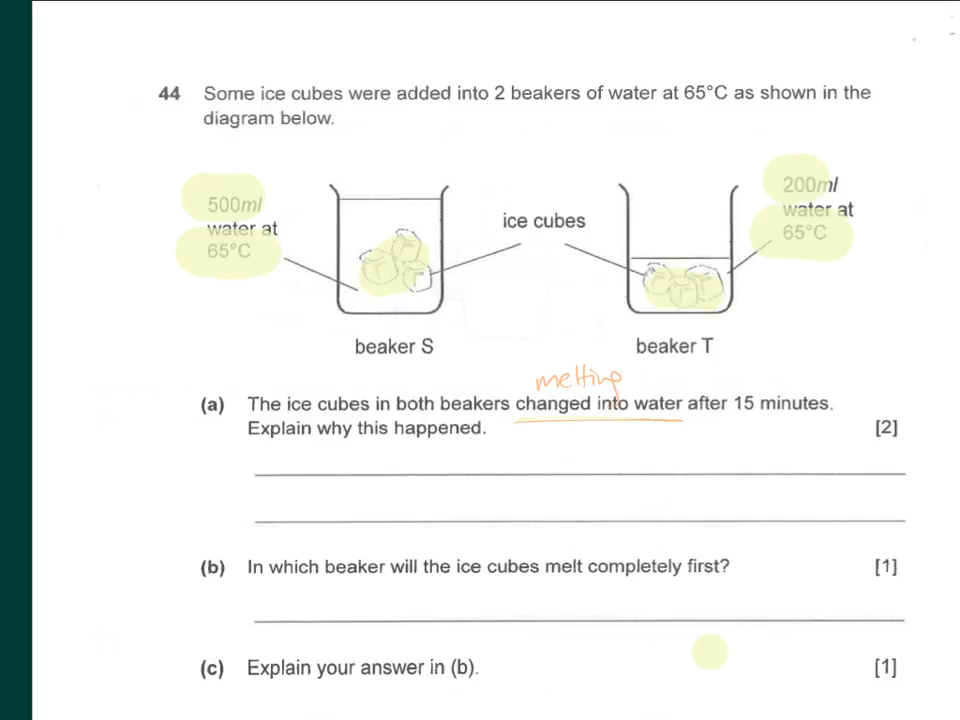 44 Some ice cubes were added into 2 beakers of water at 65°C as shown in the
diagram below.
500ml
water at
65°C
ice cubes
200ml
water at
65°C
beaker S
beaker T
melting
(a) The ice cubes in both beakers changed into water after 15 minutes.
Explain why this happened. [2]
(b) In which beaker will the ice cubes melt completely first? [1]
(c) Explain your answer in (b). [1]